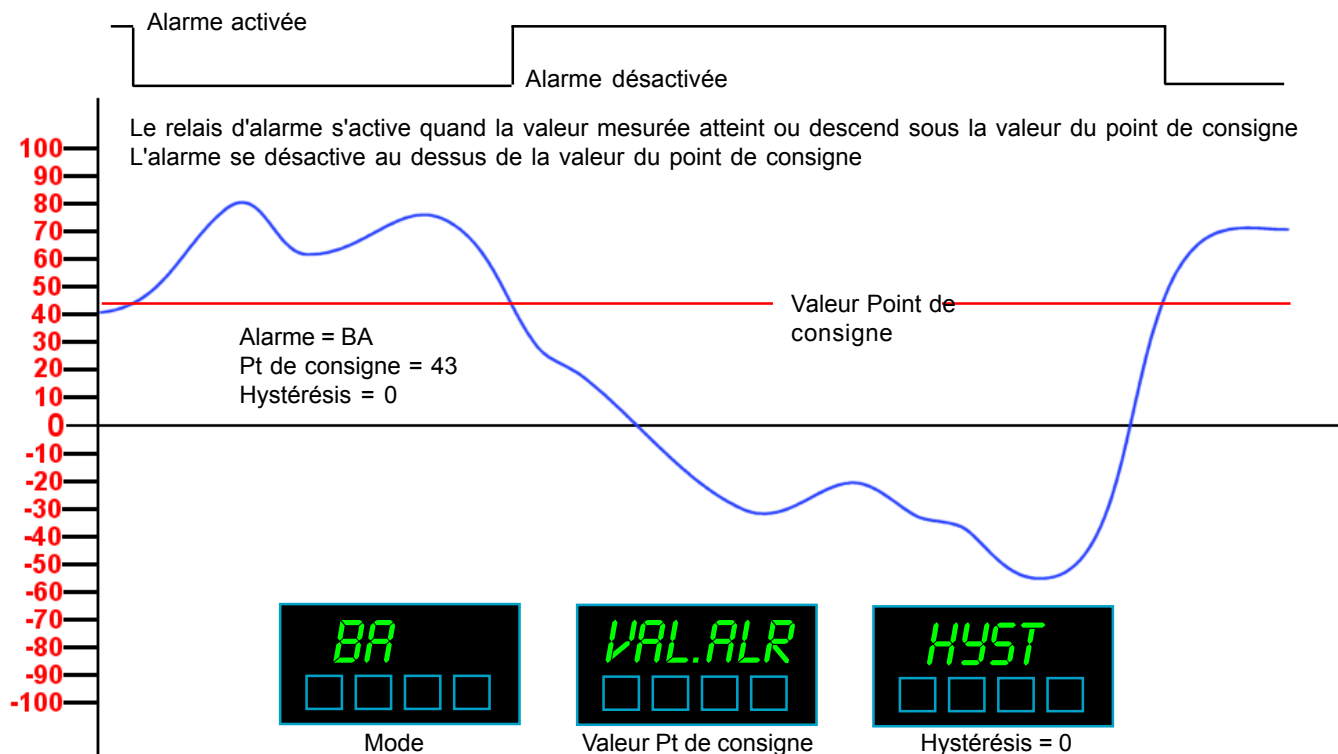 Alarme activée
Alarme désactivée
Le relais d'alarme s'active quand la valeur mesurée atteint ou descend sous la valeur du point de consigne
L'alarme se désactive au dessus de la valeur du point de consigne
100
90
80
70
60
50
40
30
20
10
0
-10
-20
-30
-40
-50
-60
-70
-80
-90
-100
Valeur Point de
consigne
Alarme = BA
Pt de consigne = 43
Hystérésis = 0
BA
VAL.ALR
HYST
Mode
Valeur Pt de consigne
Hystérésis = 0